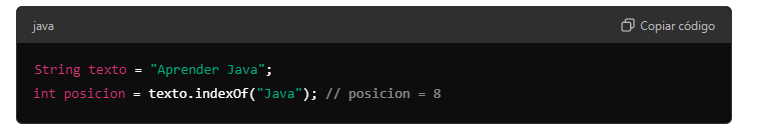 java
Copiar código
String texto = "Aprender Java";
int posicion = texto.indexOf("Java"); // posicion = 8